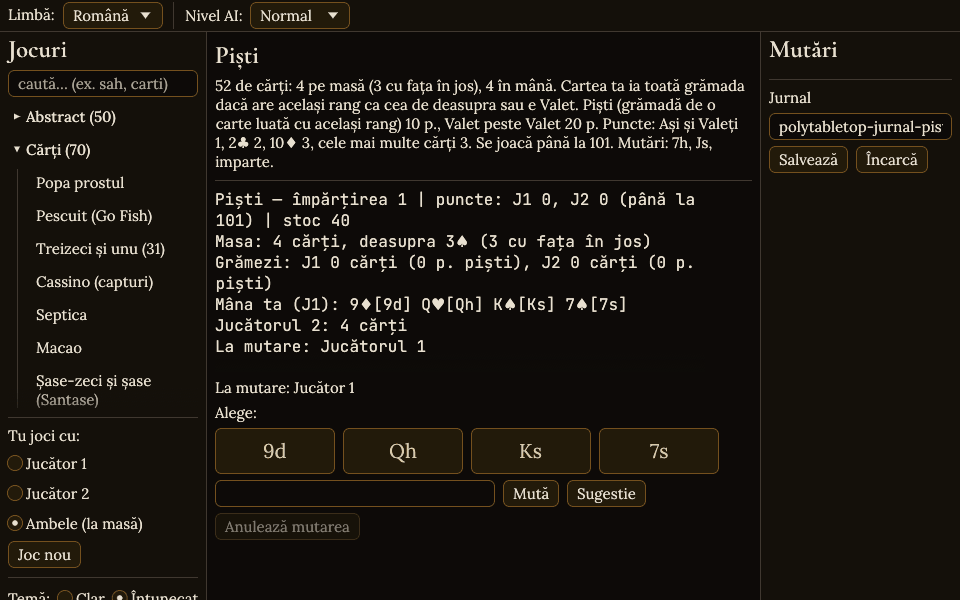 Limbă: Română ▼ Nivel AI: Normal ▼
Jocuri
caută... (ex. sah, carti)
▸ Abstract (50)
▾ Cărți (70)
Popa prostul
Pescuit (Go Fish)
Treizeci și unu (31)
Cassino (capturi)
Septica
Macao
Șase-zeci și șase
(Santase)
Tu joci cu:
Jucător 1
Jucător 2
Ambele (la masă)
Joc nou
Temă: Clar Întunecat
Piști
52 de cărți: 4 pe masă (3 cu fața în jos), 4 în mână. Cartea ta ia toată grămada
dacă are același rang ca cea de deasupra sau e Valet. Piști (grămadă de o
carte luată cu același rang) 10 p., Valet peste Valet 20 p. Puncte: Ași și Valeți
1, 2♣ 2, 10♦ 3, cele mai multe cărți 3. Se joacă până la 101. Mutări: 7h, Js,
imparte.
Piști — împărțirea 1 | puncte: J1 0, J2 0 (până la
101) | stoc 40
Masa: 4 cărți, deasupra 3♠ (3 cu fața în jos)
Grămezi: J1 0 cărți (0 p. piști), J2 0 cărți (0 p.
piști)
Mâna ta (J1): 9♦[9d] Q♥[Qh] K♠[Ks] 7♠[7s]
Jucătorul 2: 4 cărți
La mutare: Jucătorul 1
La mutare: Jucător 1
Alege:
9d Qh Ks 7s
Mută Sugestie
Anulează mutarea
Mutări
Jurnal
polytabletop-jurnal-pis
Salvează Încarcă